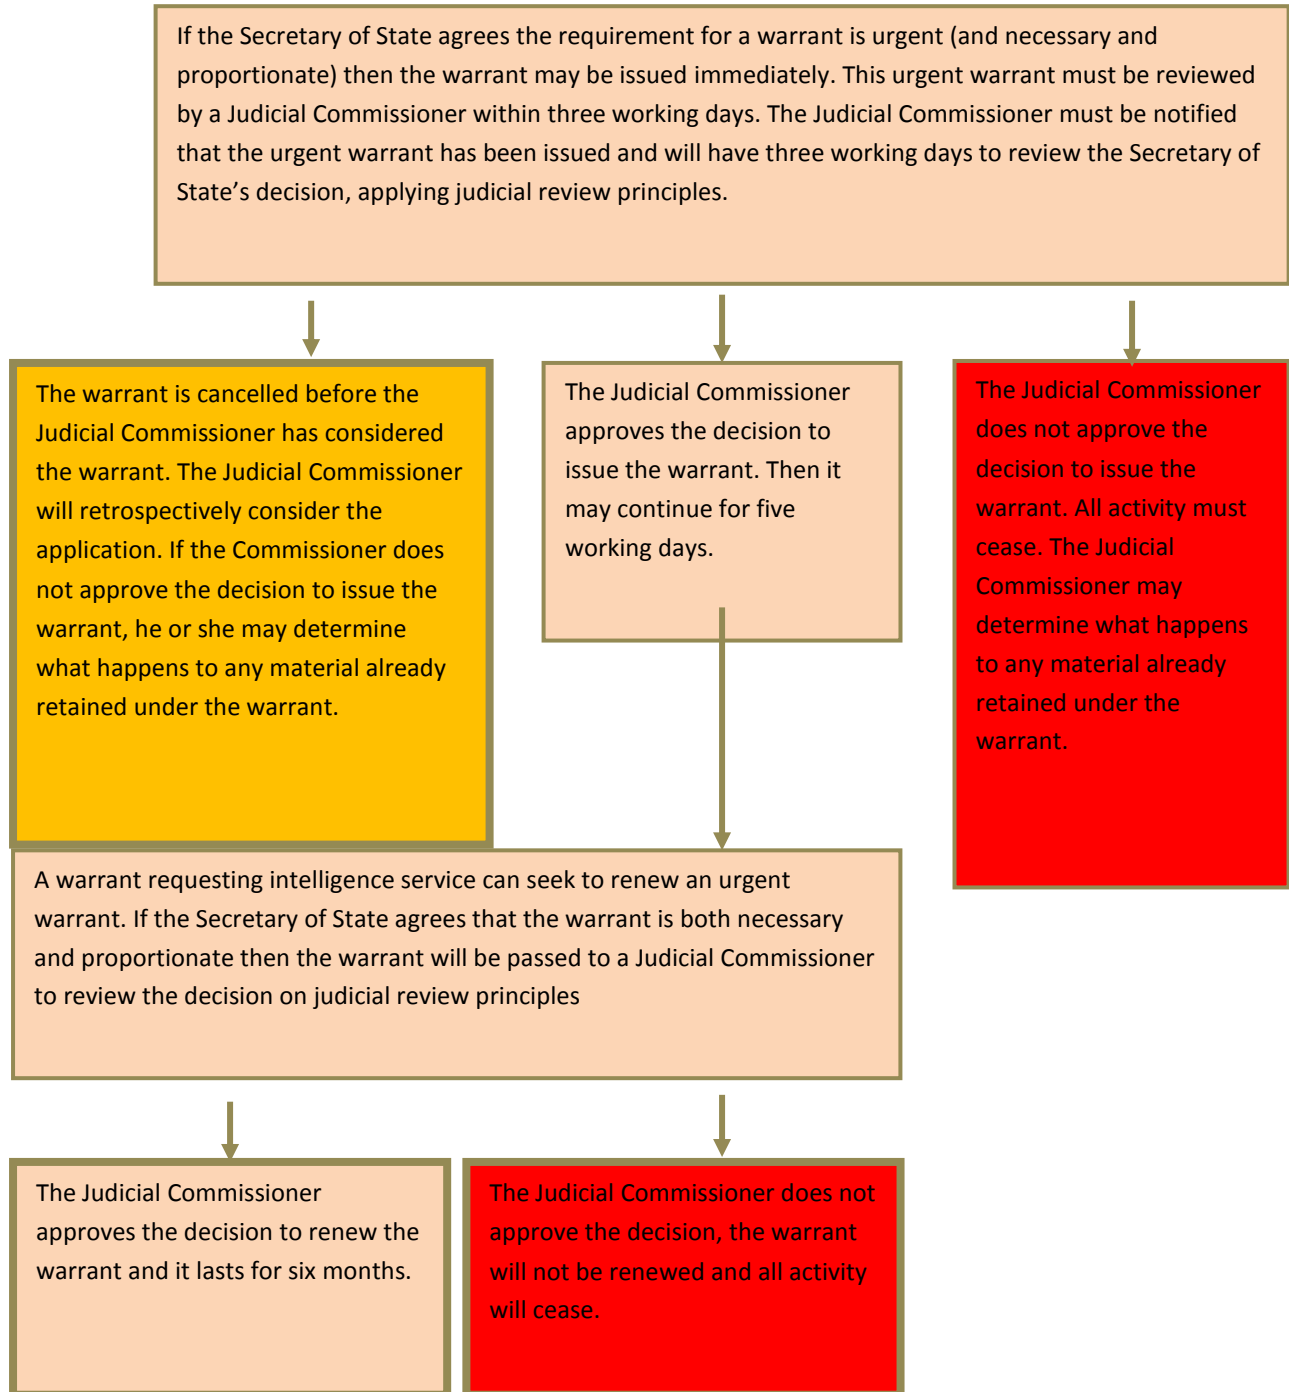 If the Secretary of State agrees the requirement for a warrant is urgent (and necessary and
proportionate) then the warrant may be issued immediately. This urgent warrant must be reviewed
by a Judicial Commissioner within three working days. The Judicial Commissioner must be notified
that the urgent warrant has been issued and will have three working days to review the Secretary of
State’s decision, applying judicial review principles.
The warrant is cancelled before the
Judicial Commissioner has considered
the warrant. The Judicial Commissioner
will retrospectively consider the
application. If the Commissioner does
not approve the decision to issue the
warrant, he or she may determine
what happens to any material already
retained under the warrant.
The Judicial Commissioner
approves the decision to
issue the warrant. Then it
may continue for five
working days.
The Judicial Commissioner
does not approve the
decision to issue the
warrant. All activity must
cease. The Judicial
Commissioner may
determine what happens
to any material already
retained under the
warrant.
A warrant requesting intelligence service can seek to renew an urgent
warrant. If the Secretary of State agrees that the warrant is both necessary
and proportionate then the warrant will be passed to a Judicial Commissioner
to review the decision on judicial review principles
The Judicial Commissioner
approves the decision to renew the
warrant and it lasts for six months.
The Judicial Commissioner does not
approve the decision, the warrant
will not be renewed and all activity
will cease.